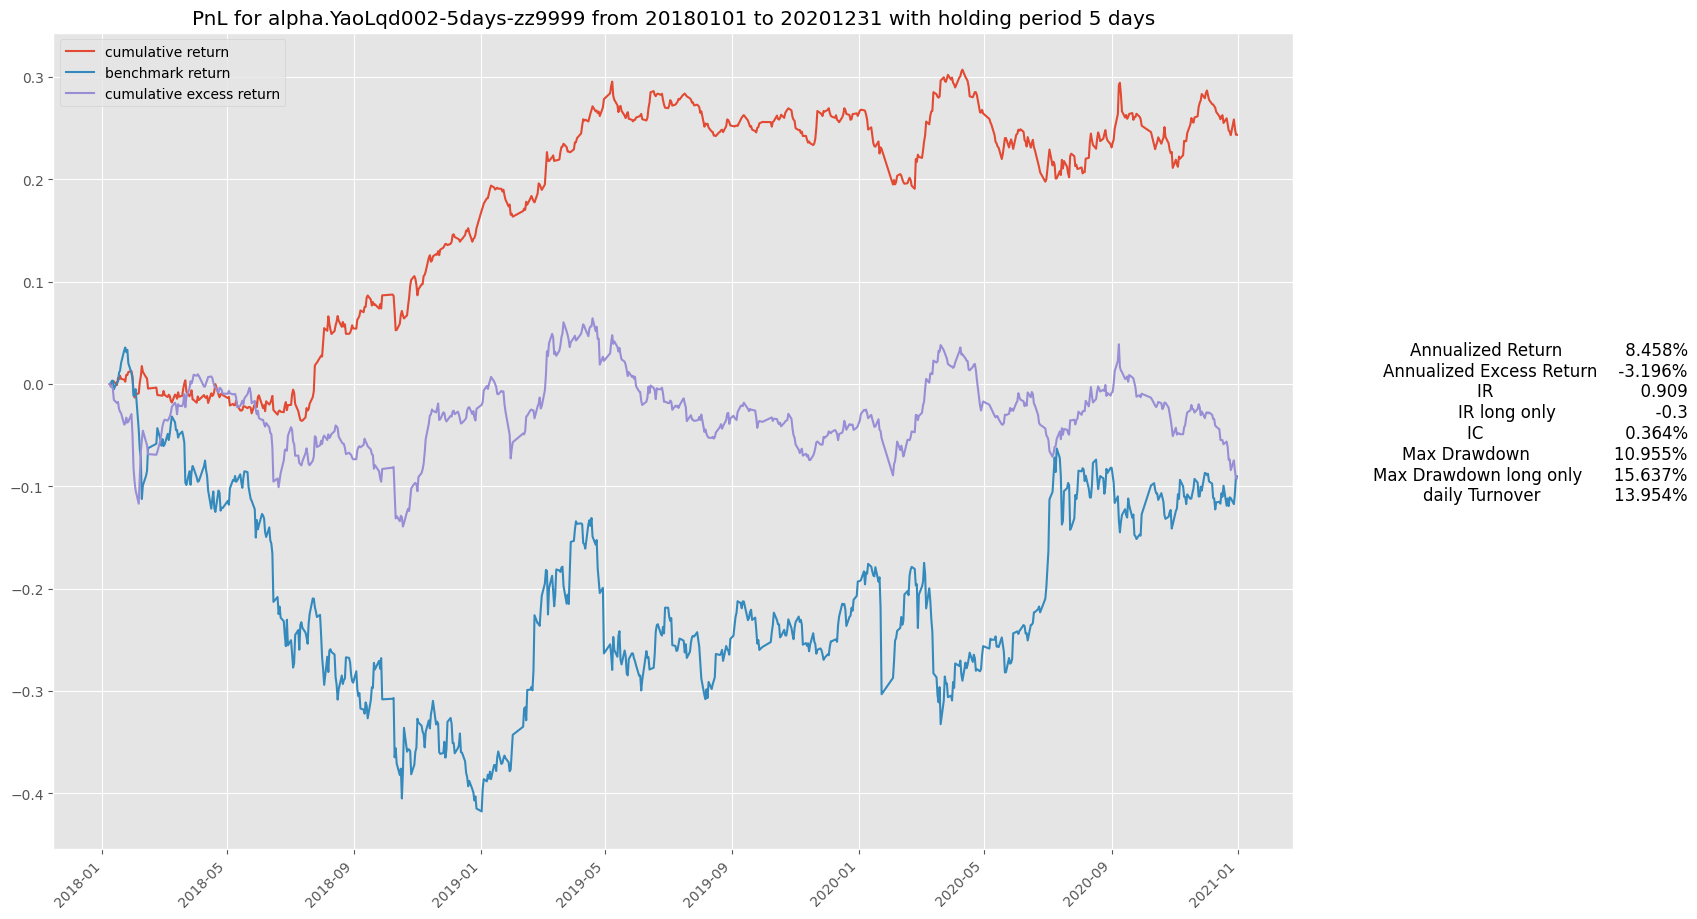 PnL for alpha.YaoLqd002-5days-zz9999 from 20180101 to 20201231 with holding period 5 days
cumulative return
benchmark return
cumulative excess return
0.3
0.2
0.1
0.0
−0.1
−0.2
−0.3
−0.4
2018-01
2018-05
2018-09
2019-01
2019-05
2019-09
2020-01
2020-05
2020-09
2021-01
Annualized Return 8.458%
Annualized Excess Return -3.196%
IR 0.909
IR long only -0.3
IC 0.364%
Max Drawdown 10.955%
Max Drawdown long only 15.637%
daily Turnover 13.954%